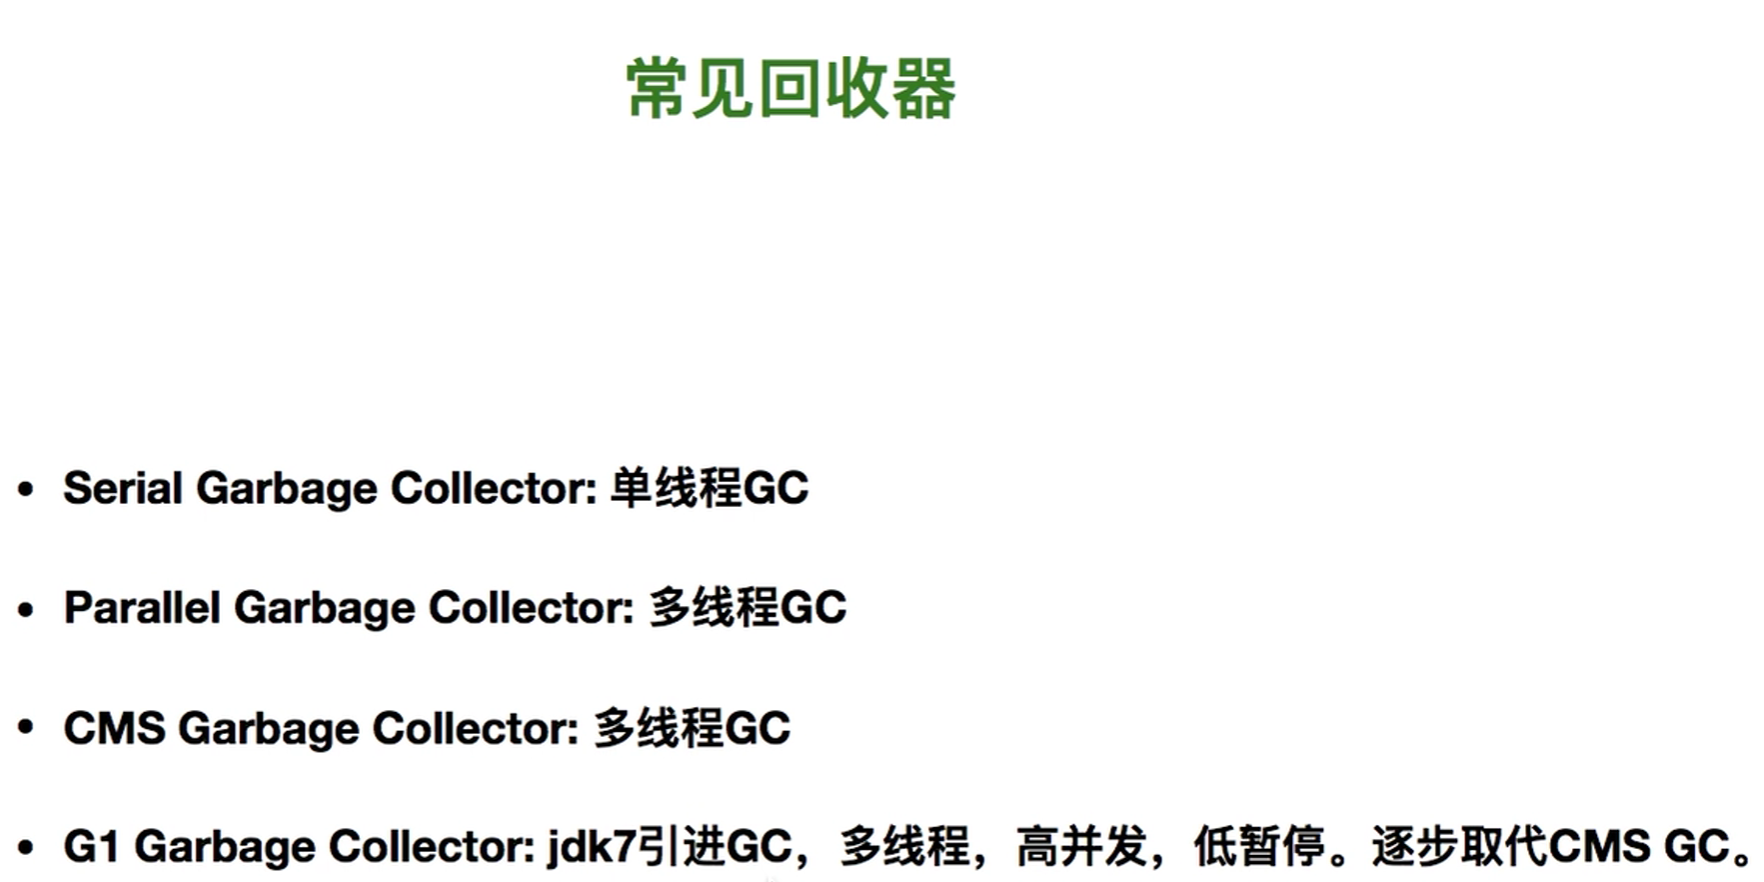 常见回收器
• Serial Garbage Collector: 单线程GC
• Parallel Garbage Collector: 多线程GC
• CMS Garbage Collector: 多线程GC
• G1 Garbage Collector: jdk7引进GC，多线程，高并发，低暂停。逐步取代CMS GC。